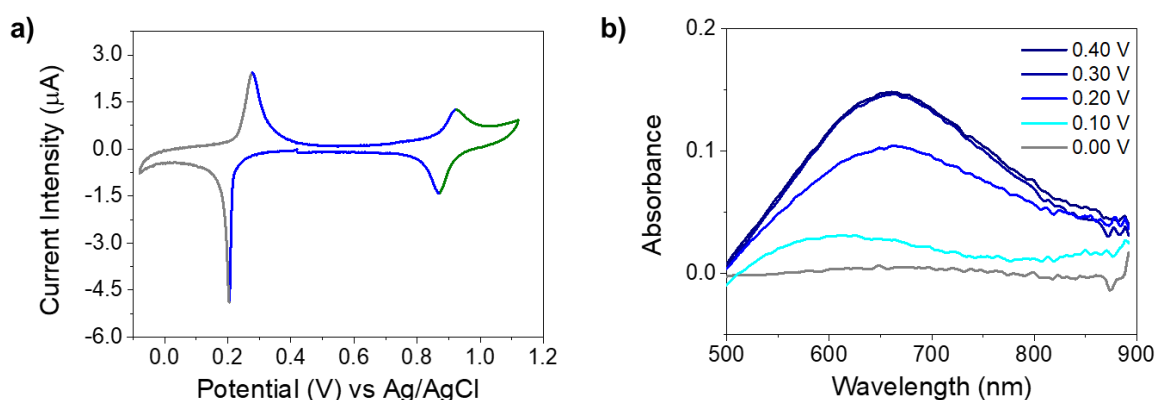 a)
Current Intensity (μA)
3.0
1.5
0.0
-1.5
-3.0
-4.5
-6.0
0.0 0.2 0.4 0.6 0.8 1.0 1.2
Potential (V) vs Ag/AgCl
b)
Absorbance
0.2
0.1
0.0
500 600 700 800 900
Wavelength (nm)
0.40 V
0.30 V
0.20 V
0.10 V
0.00 V